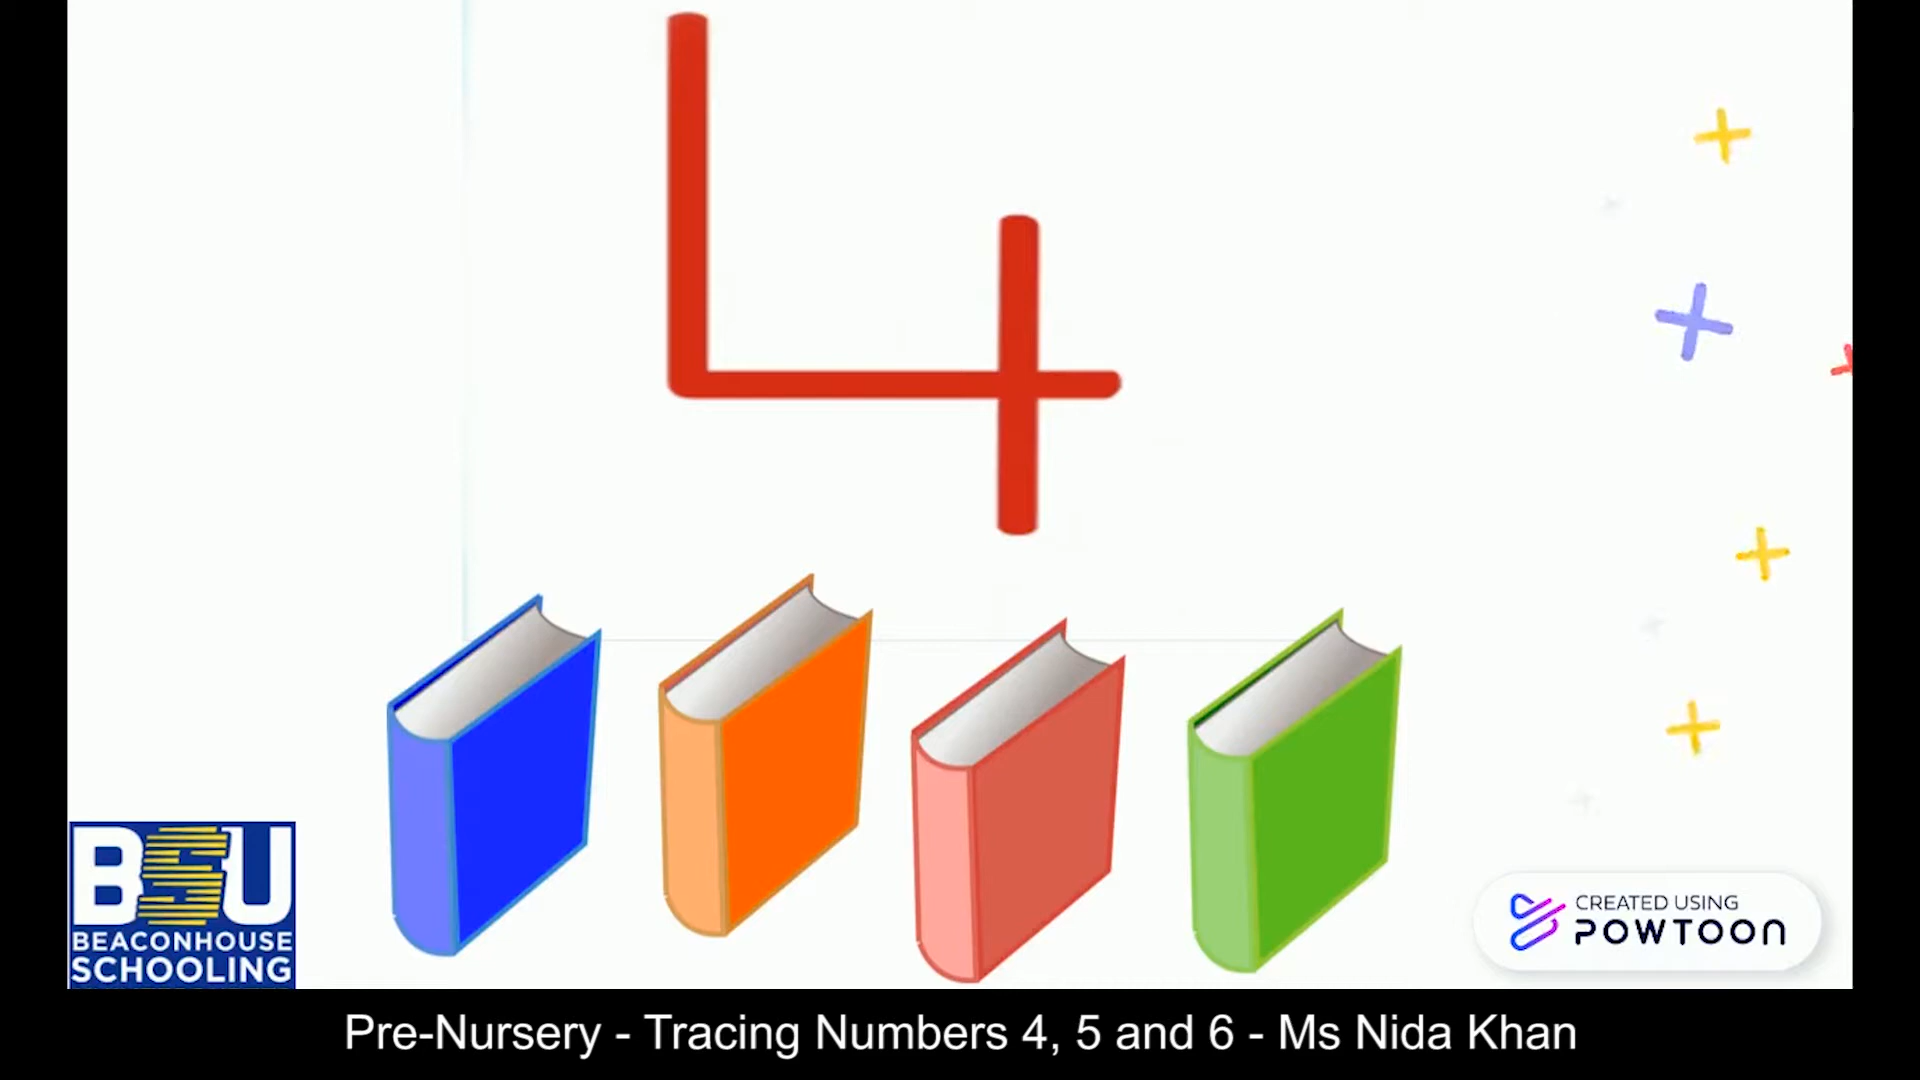 4
BSU
BEACONHOUSE
SCHOOLING
CREATED USING
POWTOON
Pre-Nursery - Tracing Numbers 4, 5 and 6 - Ms Nida Khan